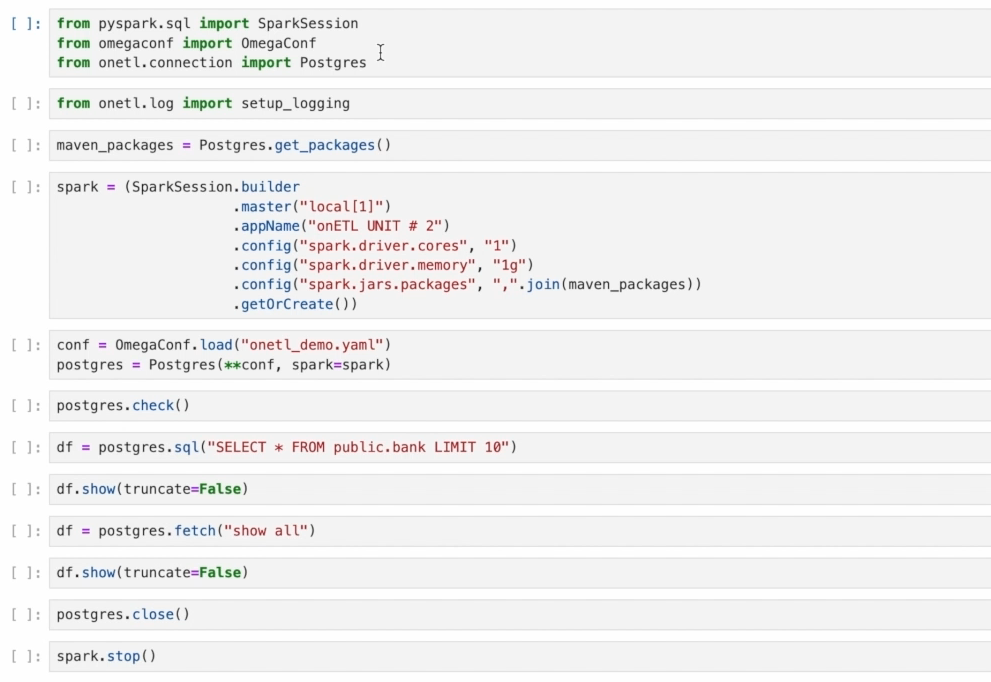 [ ]: from pyspark.sql import SparkSession
from omegaconf import OmegaConf
from onetl.connection import Postgres
[ ]: from onetl.log import setup_logging
[ ]: maven_packages = Postgres.get_packages()
[ ]: spark = (SparkSession.builder
.master("local[1]")
.appName("onETL UNIT # 2")
.config("spark.driver.cores", "1")
.config("spark.driver.memory", "1g")
.config("spark.jars.packages", ",".join(maven_packages))
.getOrCreate())
[ ]: conf = OmegaConf.load("onetl_demo.yaml")
postgres = Postgres(**conf, spark=spark)
[ ]: postgres.check()
[ ]: df = postgres.sql("SELECT * FROM public.bank LIMIT 10")
[ ]: df.show(truncate=False)
[ ]: df = postgres.fetch("show all")
[ ]: df.show(truncate=False)
[ ]: postgres.close()
[ ]: spark.stop()